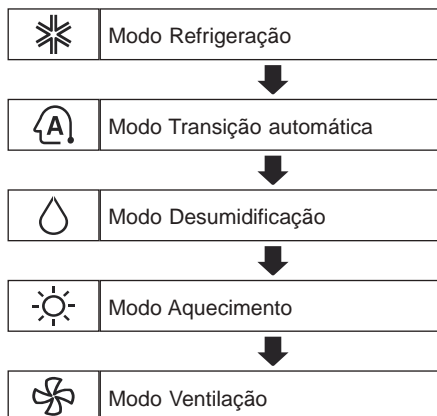 Modo Refrigeração
A
Modo Transição automática
Modo Desumidificação
Modo Aquecimento
Modo Ventilação